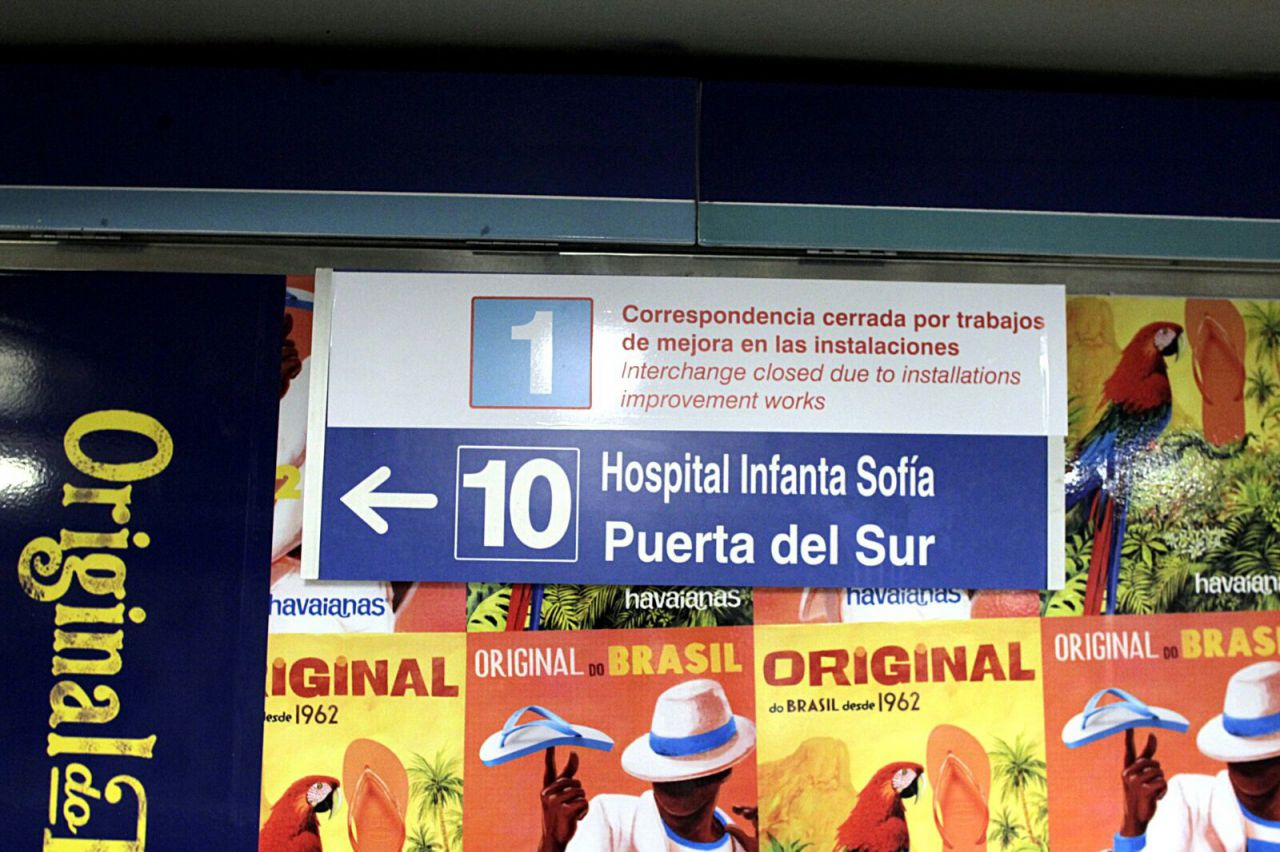 1
Correspondencia cerrada por trabajos
de mejora en las instalaciones
Interchange closed due to installations
improvement works
10
Hospital Infanta Sofía
Puerta del Sur
Original do
2
havaianas
havaianas
havaianas
havaianas
ORIGINAL
desde 1962
ORIGINAL DO BRASIL
ORIGINAL
do BRASIL desde 1962
ORIGINAL DO BRASI